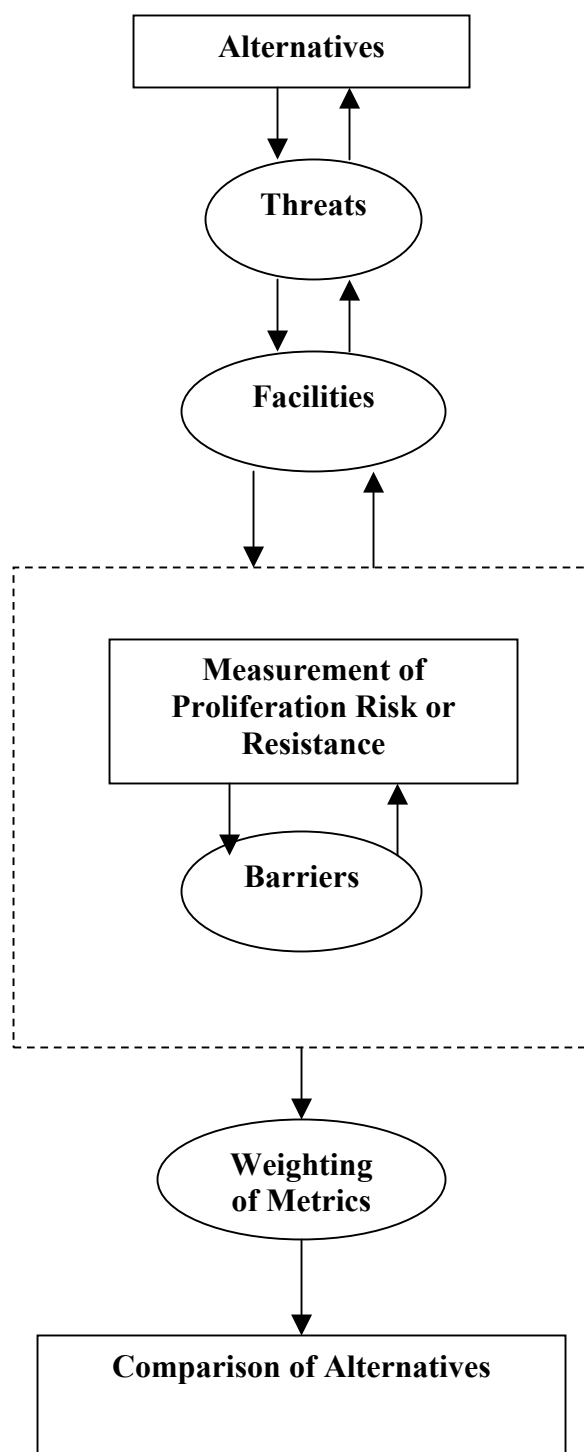 Alternatives
Threats
Facilities
Measurement of
Proliferation Risk or
Resistance
Barriers
Weighting
of Metrics
Comparison of Alternatives